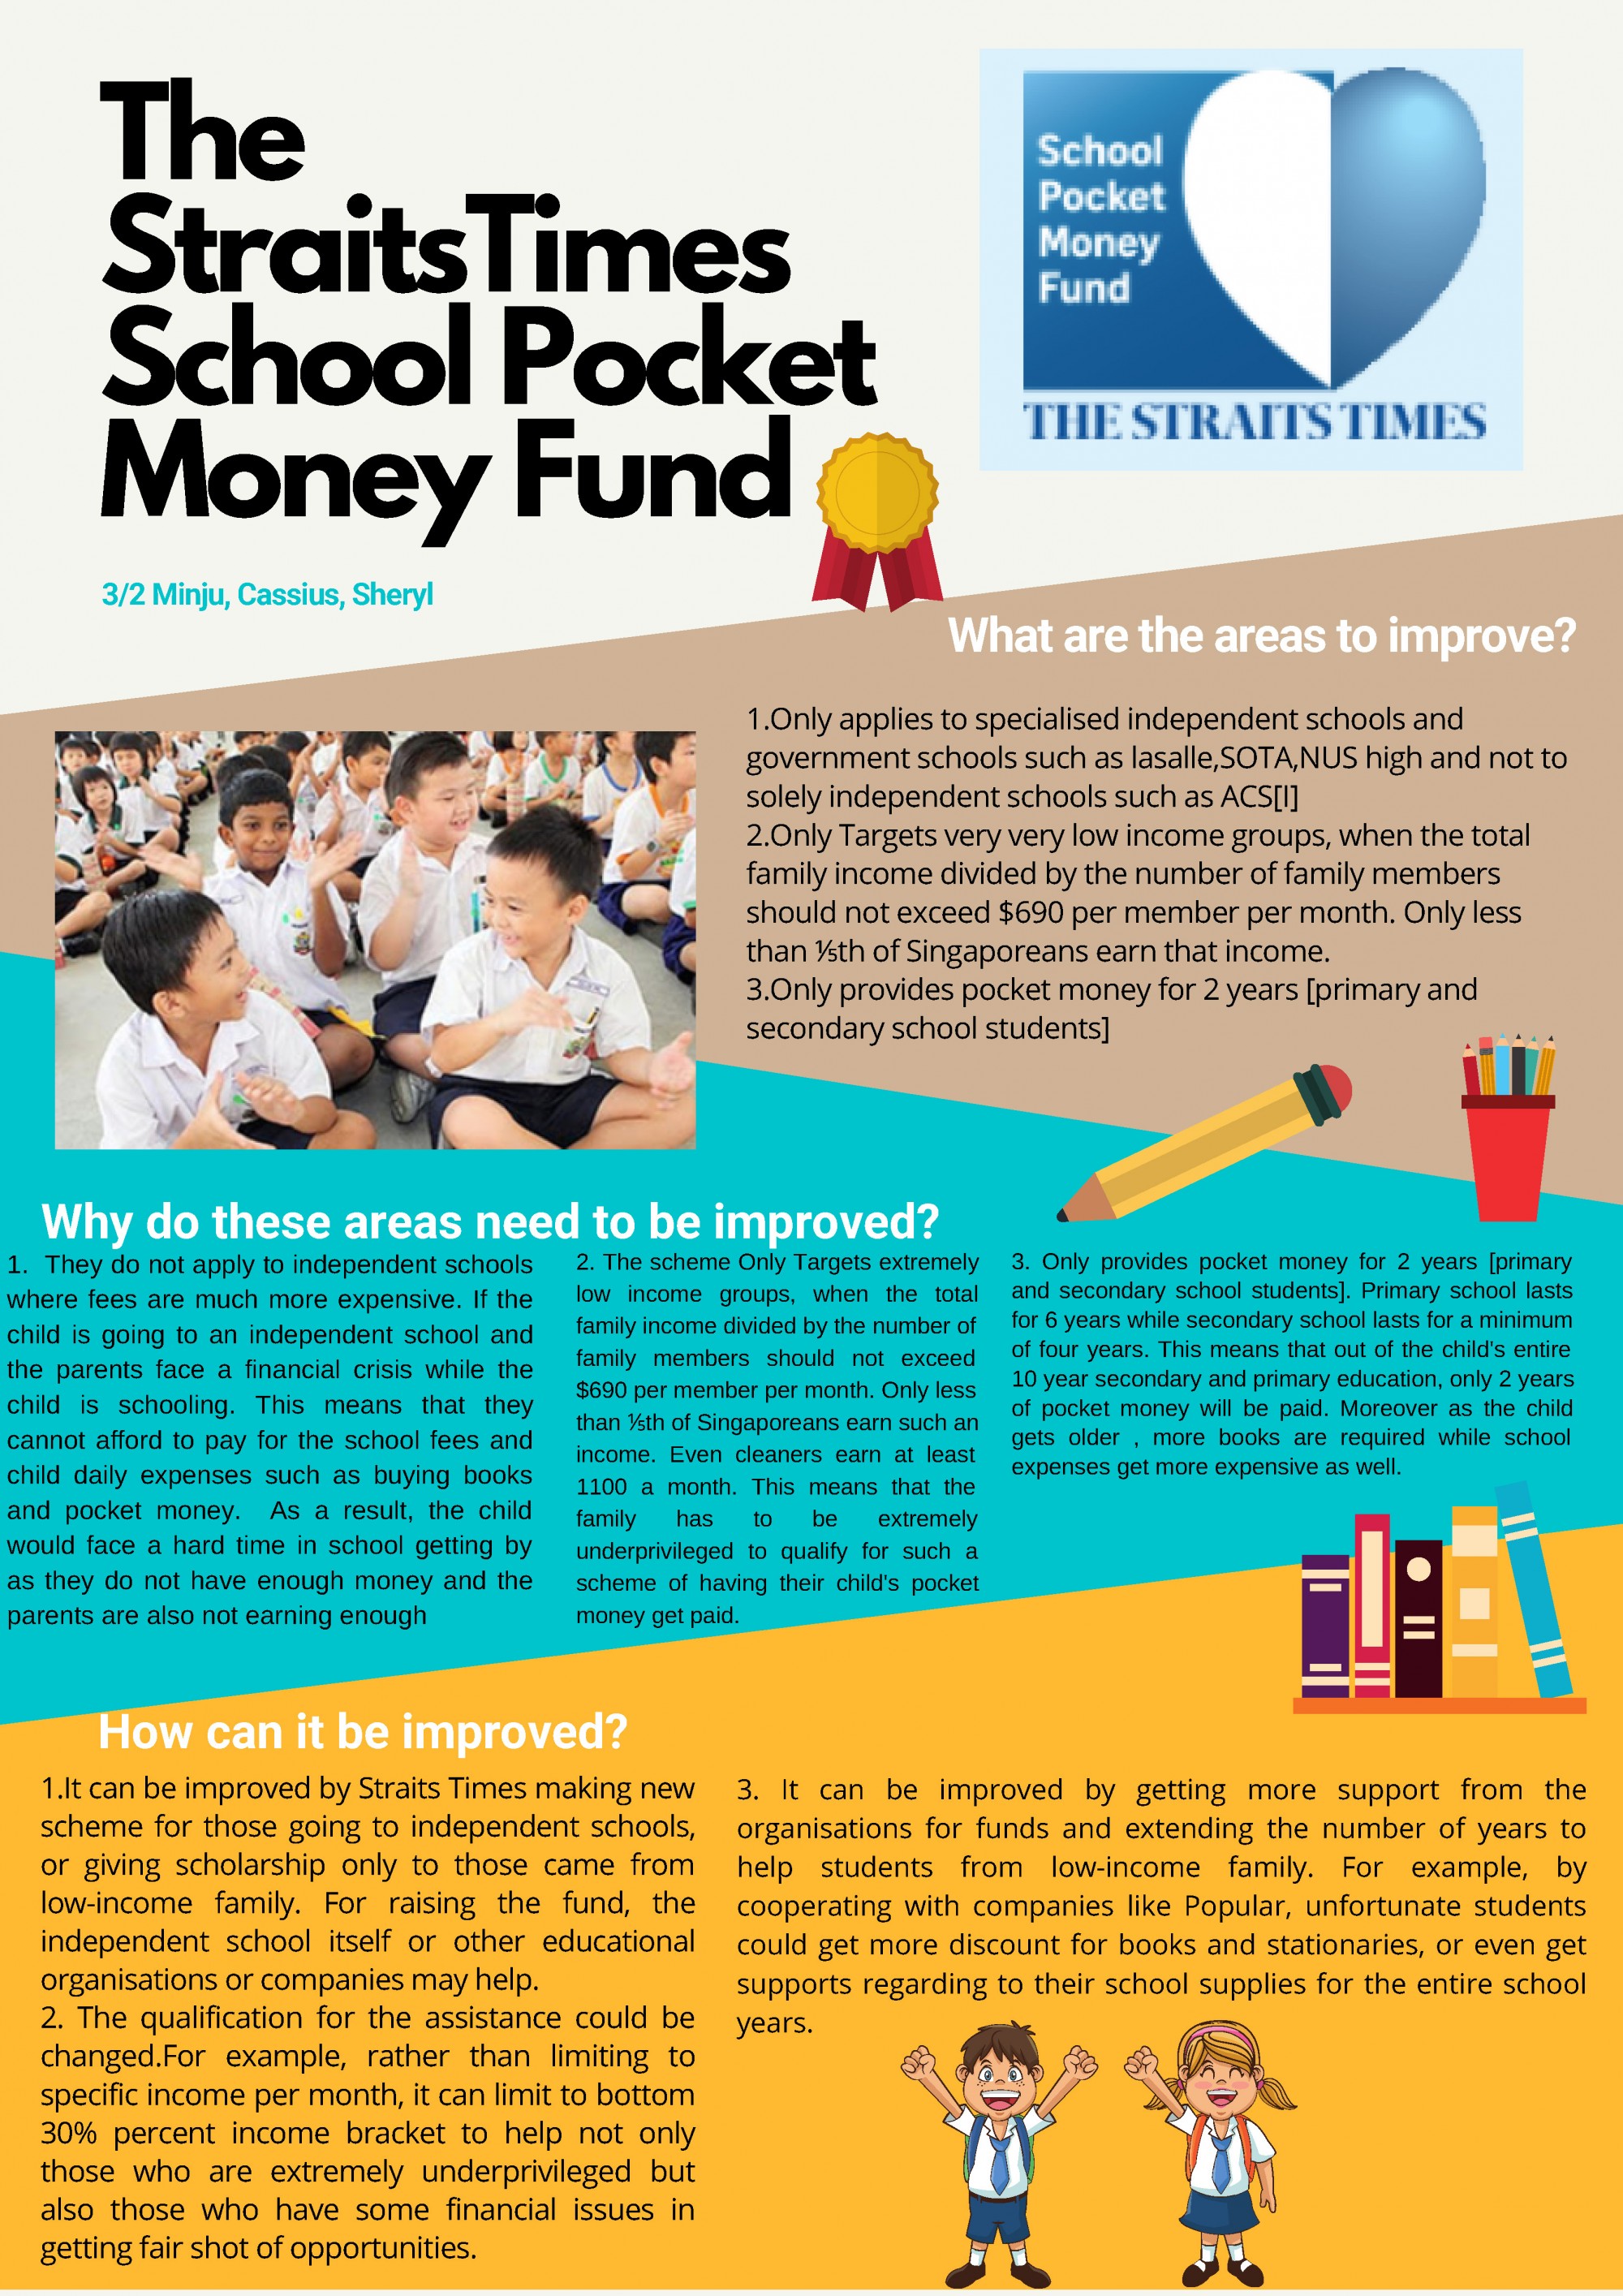 The
StraitsTimes
School Pocket
Money Fund
School
Pocket
Money
Fund
THE STRAITS TIMES
3/2 Minju, Cassius, Sheryl
What are the areas to improve?
1.Only applies to specialised independent schools and
government schools such as lasalle,SOTA,NUS high and not to
solely independent schools such as ACS[I]
2.Only Targets very very low income groups, when the total
family income divided by the number of family members
should not exceed $690 per member per month. Only less
than ⅕th of Singaporeans earn that income.
3.Only provides pocket money for 2 years [primary and
secondary school students]
Why do these areas need to be improved?
1. They do not apply to independent schools
where fees are much more expensive. If the
child is going to an independent school and
the parents face a financial crisis while the
child is schooling. This means that they
cannot afford to pay for the school fees and
child daily expenses such as buying books
and pocket money. As a result, the child
would face a hard time in school getting by
as they do not have enough money and the
parents are also not earning enough
2. The scheme Only Targets extremely
low income groups, when the total
family income divided by the number of
family members should not exceed
$690 per member per month. Only less
than ⅕th of Singaporeans earn such an
income. Even cleaners earn at least
1100 a month. This means that the
family has to be extremely
underprivileged to qualify for such a
scheme of having their child's pocket
money get paid.
3. Only provides pocket money for 2 years [primary
and secondary school students]. Primary school lasts
for 6 years while secondary school lasts for a minimum
of four years. This means that out of the child's entire
10 year secondary and primary education, only 2 years
of pocket money will be paid. Moreover as the child
gets older , more books are required while school
expenses get more expensive as well.
How can it be improved?
1.It can be improved by Straits Times making new
scheme for those going to independent schools,
or giving scholarship only to those came from
low-income family. For raising the fund, the
independent school itself or other educational
organisations or companies may help.
2. The qualification for the assistance could be
changed.For example, rather than limiting to
specific income per month, it can limit to bottom
30% percent income bracket to help not only
those who are extremely underprivileged but
also those who have some financial issues in
getting fair shot of opportunities.
3. It can be improved by getting more support from the
organisations for funds and extending the number of years to
help students from low-income family. For example, by
cooperating with companies like Popular, unfortunate students
could get more discount for books and stationaries, or even get
supports regarding to their school supplies for the entire school
years.